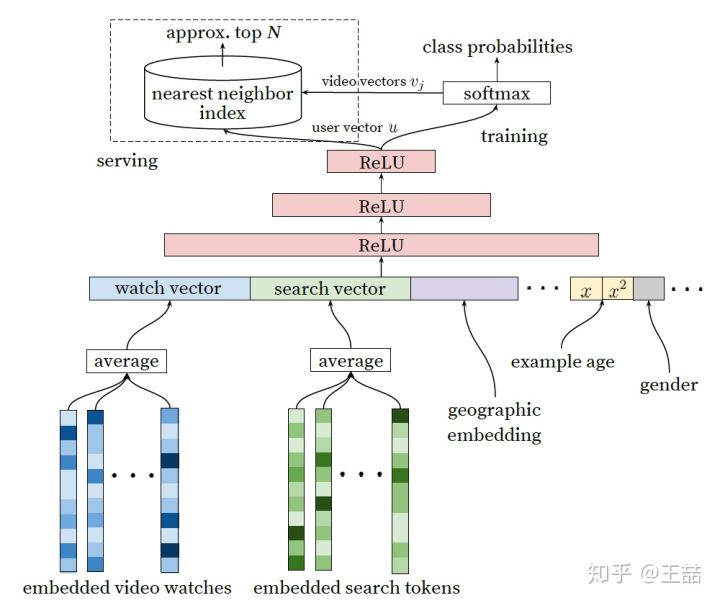 approx. top N
class probabilities
nearest neighbor
index
video vectors vj
softmax
user vector u
training
serving
ReLU
ReLU
ReLU
watch vector
search vector
x
x²
average
average
example age
gender
geographic
embedding
embedded video watches
embedded search tokens
知乎 @王喆